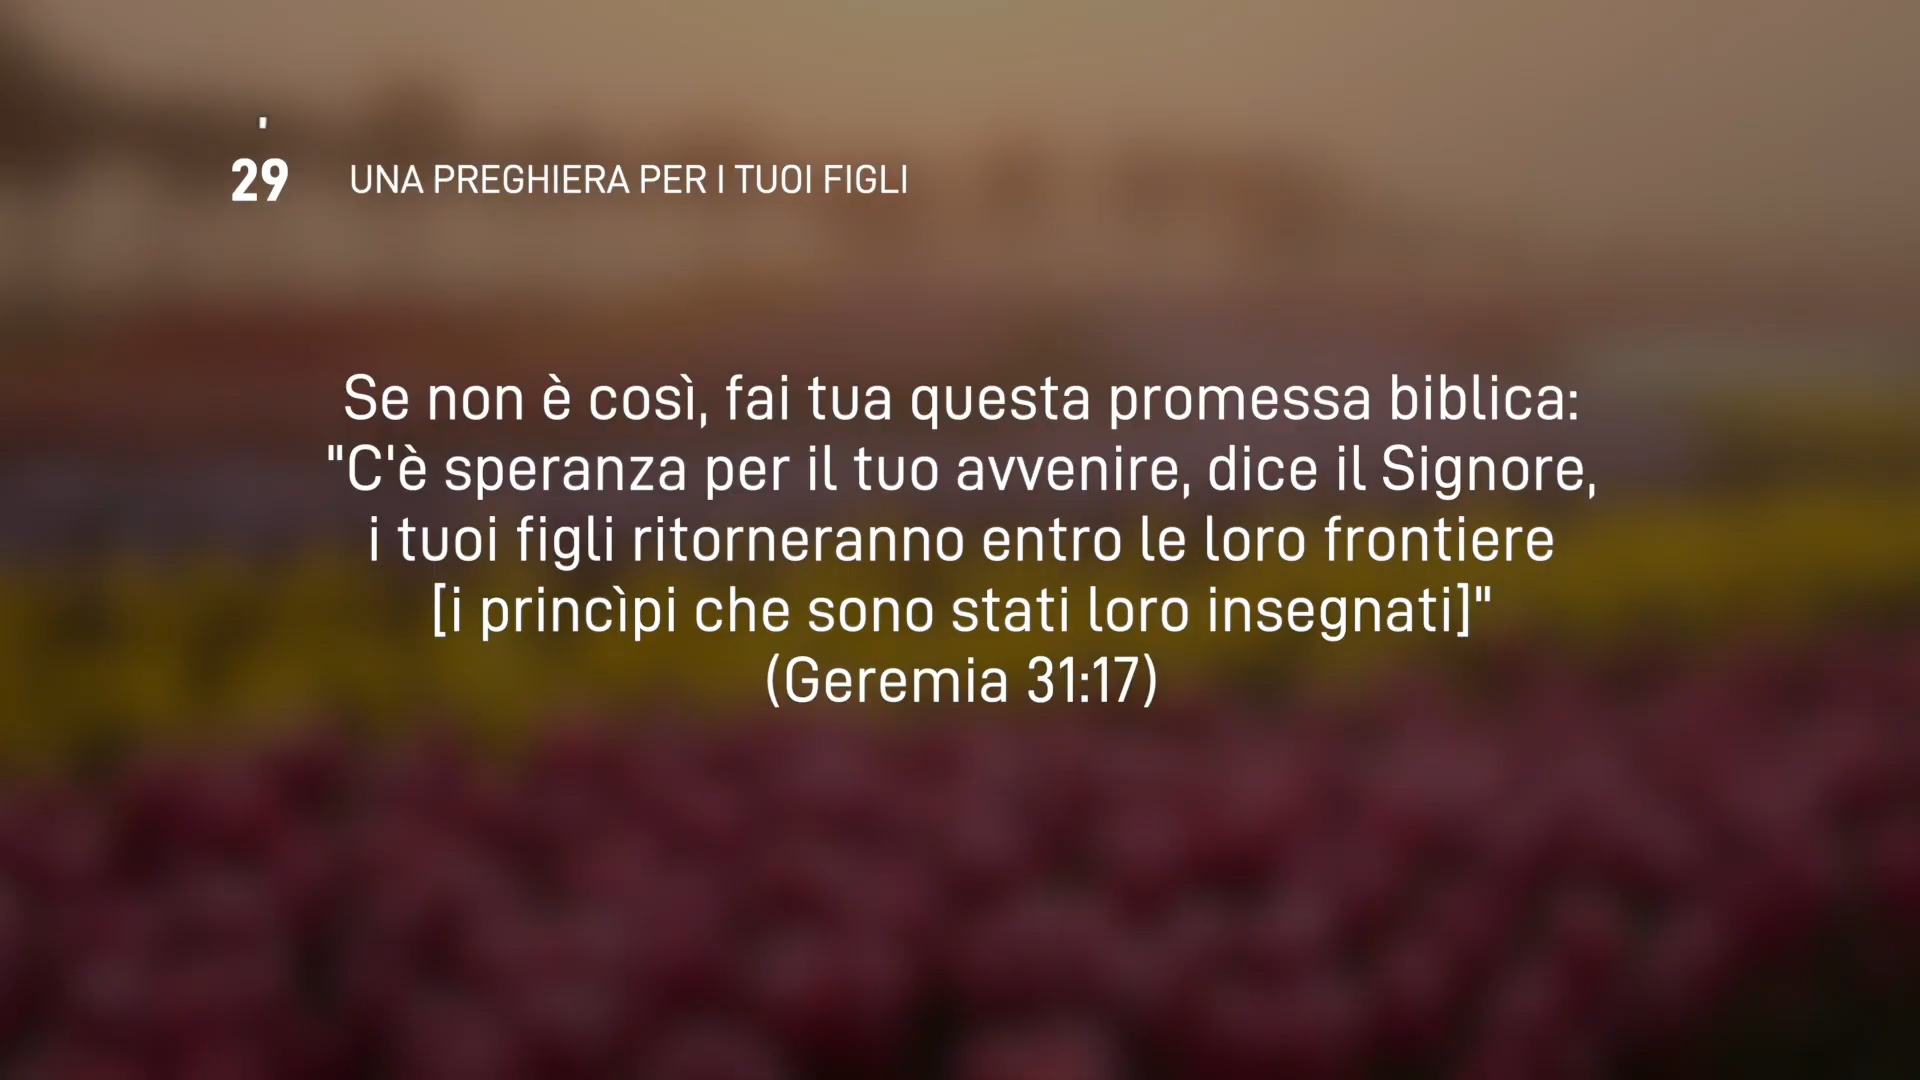 29 UNA PREGHIERA PER I TUOI FIGLI
Se non è così, fai tua questa promessa biblica:
"C'è speranza per il tuo avvenire, dice il Signore,
i tuoi figli ritorneranno entro le loro frontiere
[i princìpi che sono stati loro insegnati]"
(Geremia 31:17)